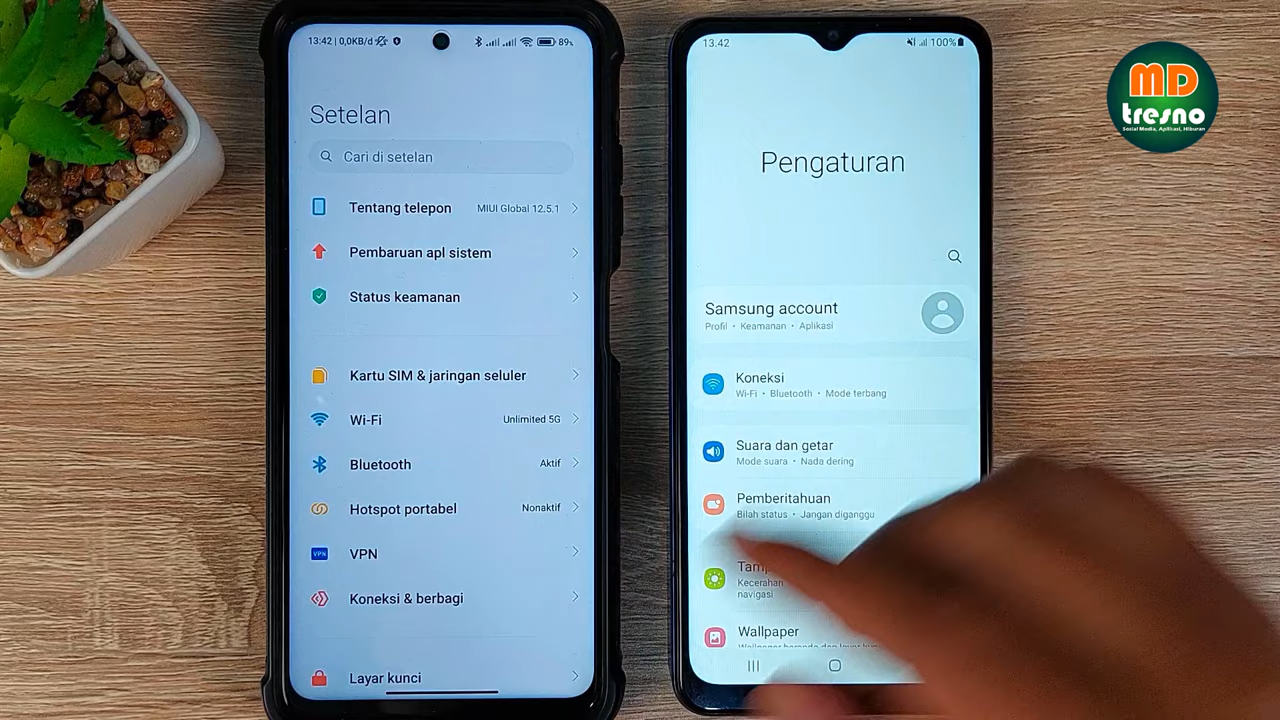 13:42 | 0,0KB/d
89%
Setelan
Cari di setelan
Tentang telepon MIUI Global 12.5.1
Pembaruan apl sistem
Status keamanan
Kartu SIM & jaringan seluler
Wi-Fi Unlimited 5G
Bluetooth Aktif
Hotspot portabel Nonaktif
VPN VPN
Koneksi & berbagi
Layar kunci
13.42 100%
Pengaturan
Samsung account
Profil • Keamanan • Aplikasi
Koneksi
Wi-Fi • Bluetooth • Mode terbang
Suara dan getar
Mode suara • Nada dering
Pemberitahuan
Bilah status • Jangan diganggu
Kecerahan
navigasi
Wallpaper
MD
tresno
Sosial Media, Aplikasi, Hiburan